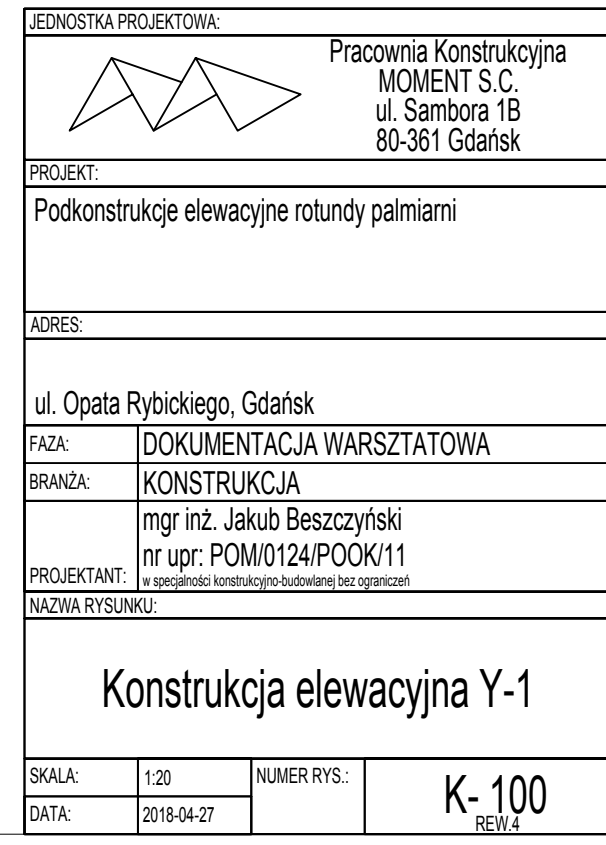 JEDNOSTKA PROJEKTOWA:
Pracownia Konstrukcyjna
MOMENT S.C.
ul. Sambora 1B
80-361 Gdańsk
PROJEKT:
Podkonstrukcje elewacyjne rotundy palmiarni
ADRES:
ul. Opata Rybickiego, Gdańsk
FAZA: DOKUMENTACJA WARSZTATOWA
BRANŻA: KONSTRUKCJA
mgr inż. Jakub Beszczyński
nr upr: POM/0124/POOK/11
PROJEKTANT: w specjalności konstrukcyjno-budowlanej bez ograniczeń
NAZWA RYSUNKU:
Konstrukcja elewacyjna Y-1
SKALA: 1:20 NUMER RYS.: K- 100
DATA: 2018-04-27 REW.4